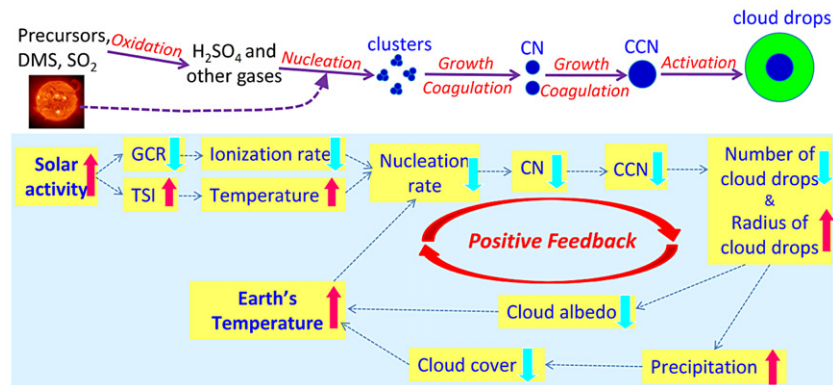 cloud drops
Precursors, Oxidation
DMS, SO2
H2SO4 and
other gases
Nucleation
clusters
Growth
Coagulation
CN
Growth
Coagulation
CCN
Activation
Solar
activity
GCR
Ionization rate
TSI
Temperature
Nucleation
rate
CN
CCN
Number of
cloud drops
&
Radius of
cloud drops
Positive Feedback
Earth's
Temperature
Cloud albedo
Cloud cover
Precipitation